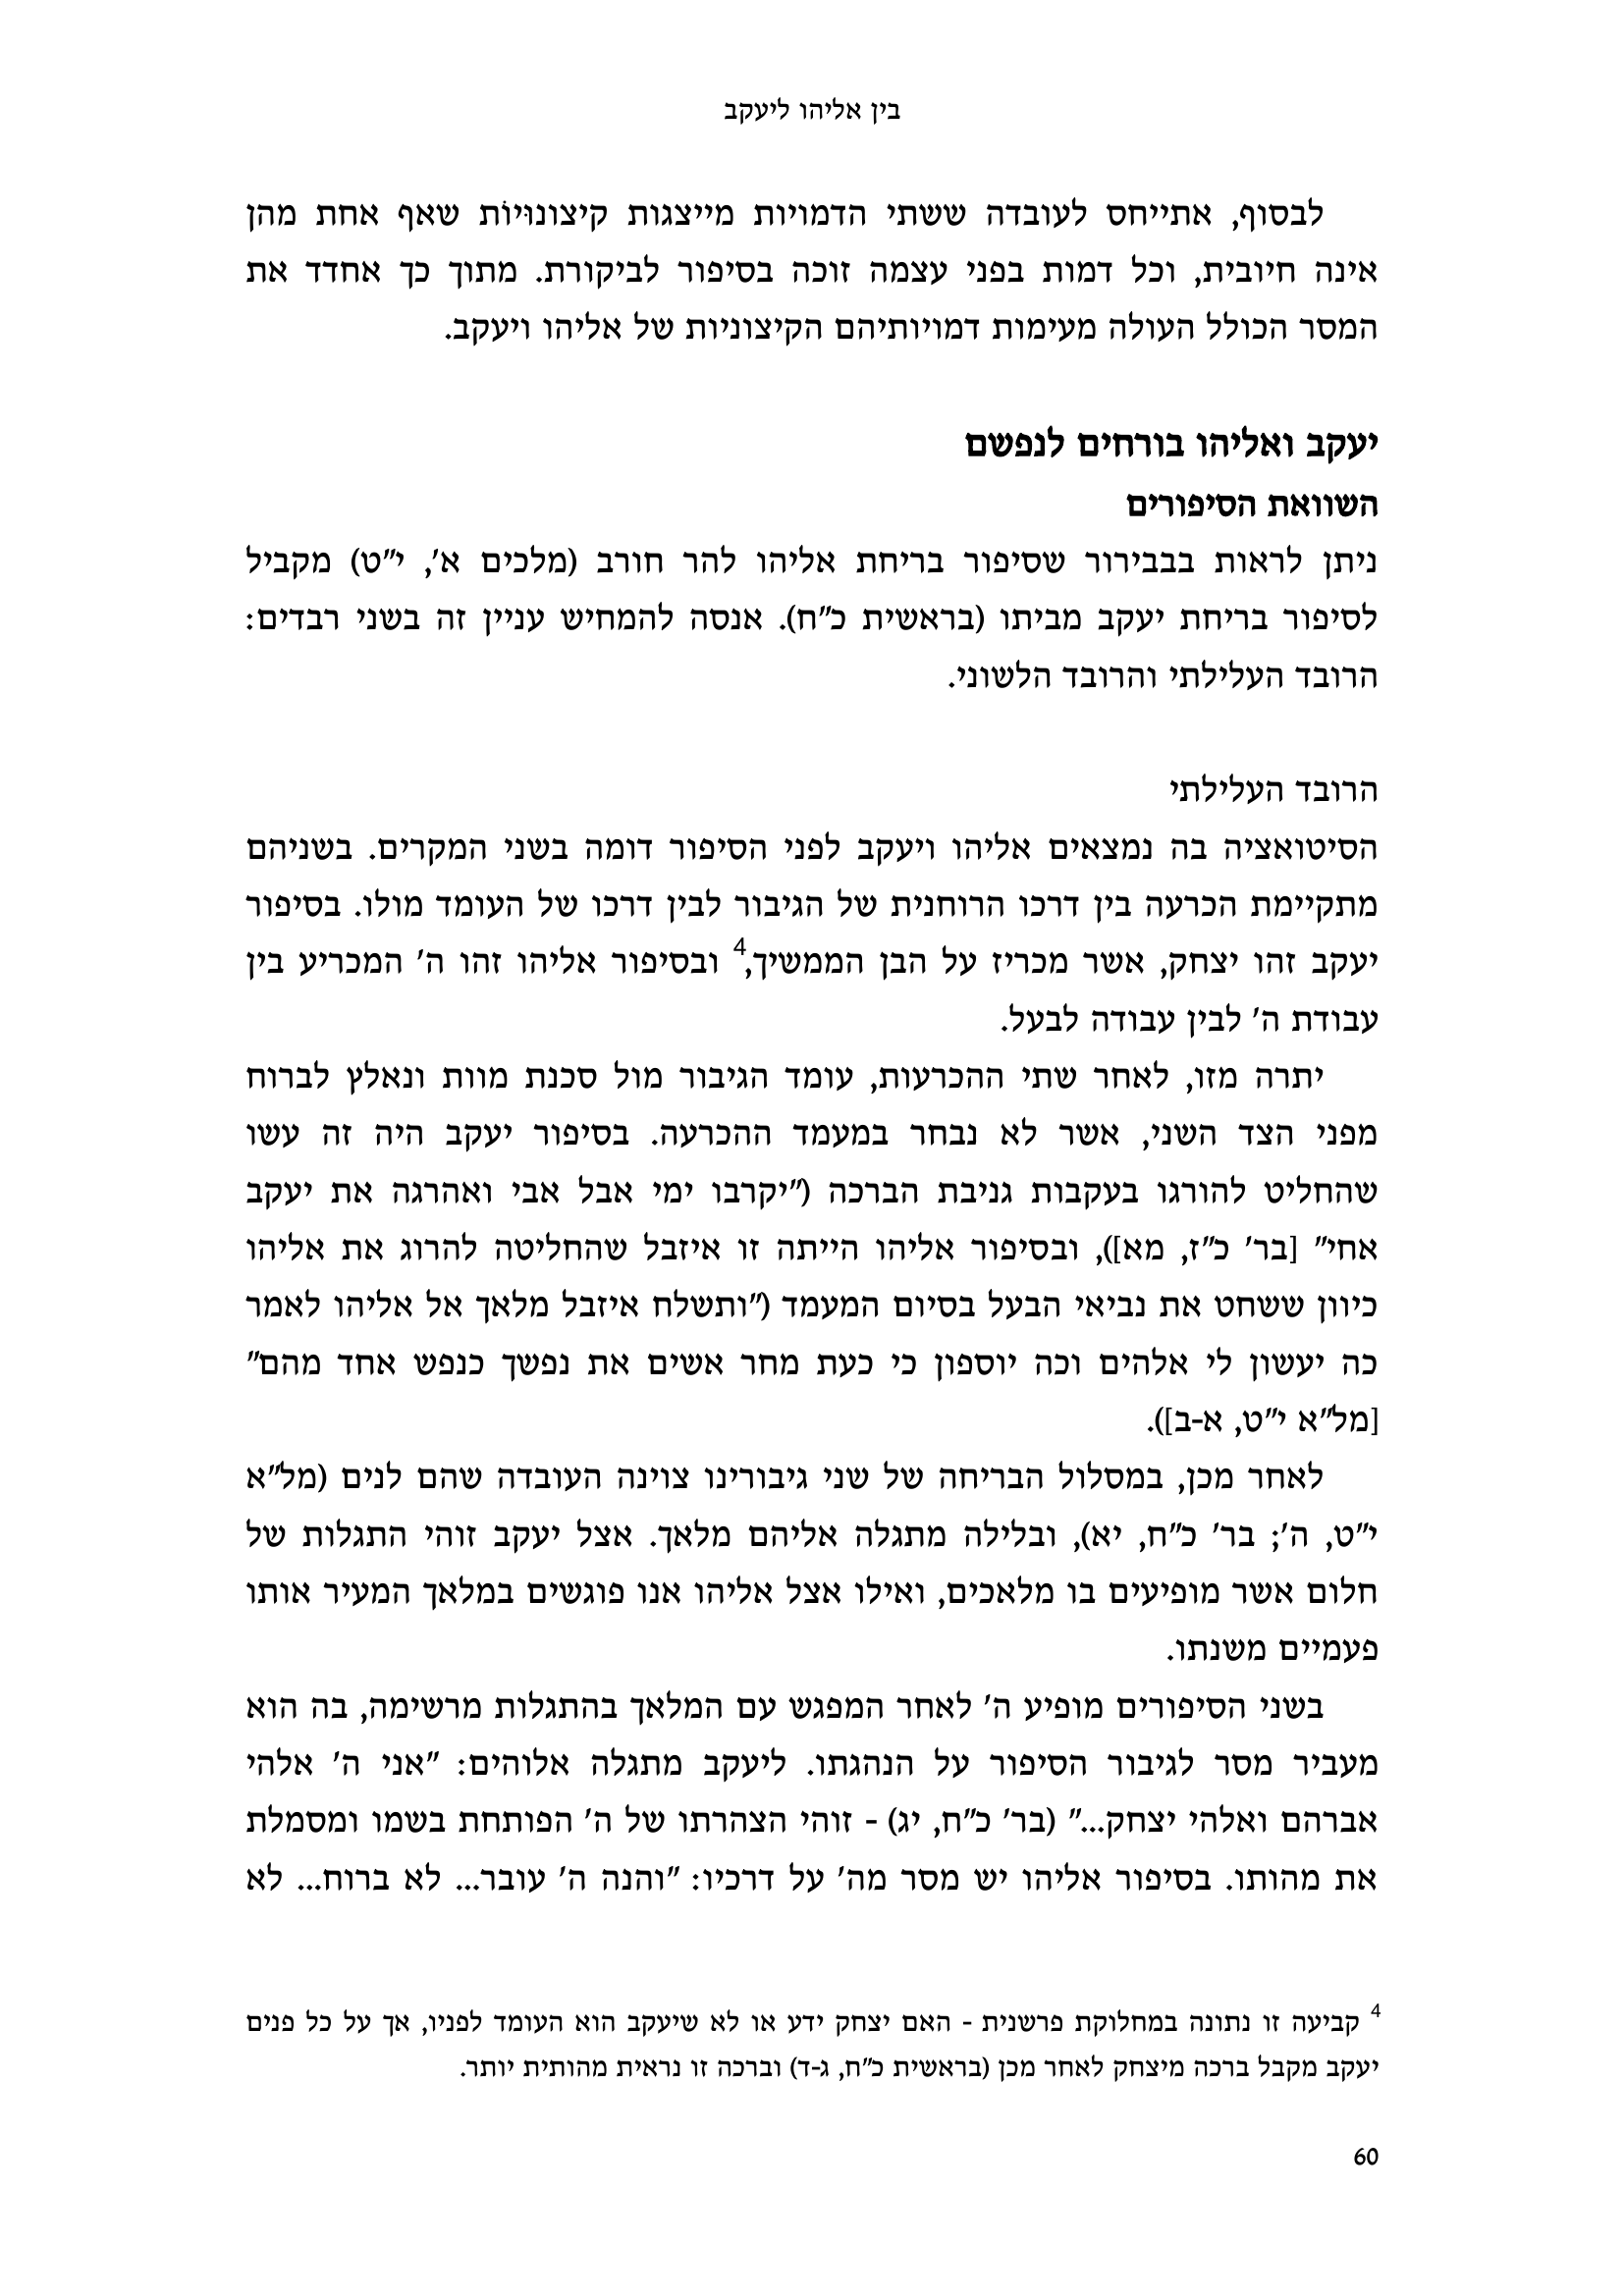 בין אליהו ליעקב
לבסוף, אתייחס לעובדה ששתי הדמויות מייצגות קיצונוּיוֹת שאף אחת מהן
אינה חיובית, וכל דמות בפני עצמה זוכה בסיפור לביקורת. מתוך כך אחדד את
המסר הכולל העולה מעימות דמויותיהם הקיצוניות של אליהו ויעקב.
יעקב ואליהו בורחים לנפשם
השוואת הסיפורים
ניתן לראות בבבירור שסיפור בריחת אליהו להר חורב (מלכים א', י"ט) מקביל
לסיפור בריחת יעקב מביתו (בראשית כ"ח). אנסה להמחיש עניין זה בשני רבדים:
הרובד העלילתי והרובד הלשוני.
הרובד העלילתי
הסיטואציה בה נמצאים אליהו ויעקב לפני הסיפור דומה בשני המקרים. בשניהם
מתקיימת הכרעה בין דרכו הרוחנית של הגיבור לבין דרכו של העומד מולו. בסיפור
יעקב זהו יצחק, אשר מכריז על הבן הממשיך,4 ובסיפור אליהו זהו ה' המכריע בין
עבודת ה' לבין עבודה לבעל.
יתרה מזו, לאחר שתי ההכרעות, עומד הגיבור מול סכנת מוות ונאלץ לברוח
מפני הצד השני, אשר לא נבחר במעמד ההכרעה. בסיפור יעקב היה זה עשו
שהחליט להורגו בעקבות גניבת הברכה ("יקרבו ימי אבל אבי ואהרגה את יעקב
אחי" [בר' כ"ז, מא]), ובסיפור אליהו הייתה זו איזבל שהחליטה להרוג את אליהו
כיוון ששחט את נביאי הבעל בסיום המעמד ("ותשלח איזבל מלאך אל אליהו לאמר
כה יעשון לי אלהים וכה יוספון כי כעת מחר אשים את נפשך כנפש אחד מהם"
[מל"א י"ט, א-ב]).
לאחר מכן, במסלול הבריחה של שני גיבורינו צוינה העובדה שהם לנים (מל"א
י"ט, ה'; בר' כ"ח, יא), ובלילה מתגלה אליהם מלאך. אצל יעקב זוהי התגלות של
חלום אשר מופיעים בו מלאכים, ואילו אצל אליהו אנו פוגשים במלאך המעיר אותו
פעמיים משנתו.
בשני הסיפורים מופיע ה' לאחר המפגש עם המלאך בהתגלות מרשימה, בה הוא
מעביר מסר לגיבור הסיפור על הנהגתו. ליעקב מתגלה אלוהים: "אני ה' אלהי
אברהם ואלהי יצחק..." (בר' כ"ח, יג) - זוהי הצהרתו של ה' הפותחת בשמו ומסמלת
את מהותו. בסיפור אליהו יש מסר מה' על דרכיו: "והנה ה' עובר... לא ברוח... לא
4 קביעה זו נתונה במחלוקת פרשנית - האם יצחק ידע או לא שיעקב הוא העומד לפניו, אך על כל פנים
יעקב מקבל ברכה מיצחק לאחר מכן (בראשית כ"ח, ג-ד) וברכה זו נראית מהותית יותר.
60